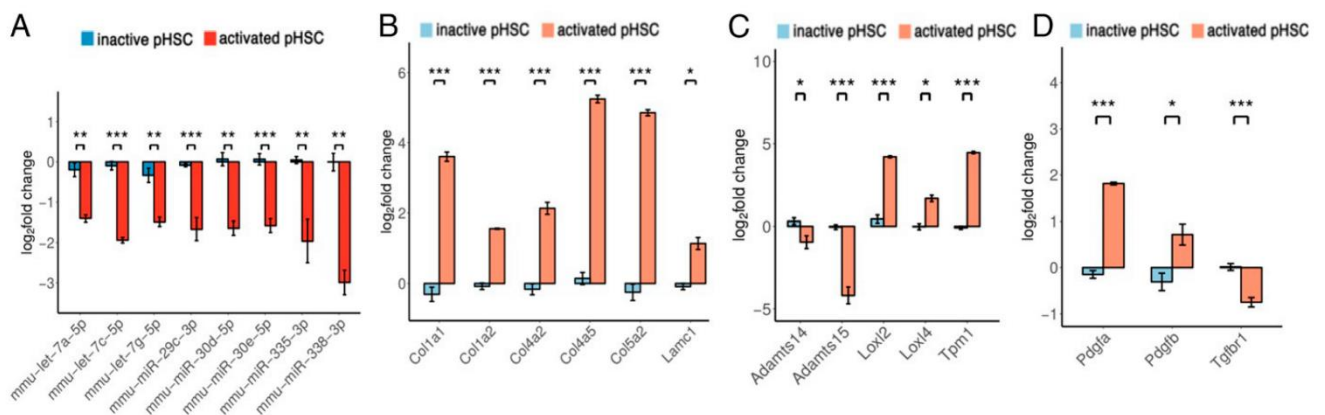 A
inactive pHSC activated pHSC
log2fold change
1
0
−1
−2
−3
** *** ** *** ** *** ** **
mmu−let−7a−5p
mmu−let−7c−5p
mmu−let−7g−5p
mmu−miR−29c−3p
mmu−miR−30d−5p
mmu−miR−30e−5p
mmu−miR−335−3p
mmu−miR−338−3p
B
inactive pHSC activated pHSC
log2fold change
6
4
2
0
*** *** *** *** *** *
Col1a1
Col1a2
Col4a2
Col4a5
Col5a2
Lamc1
C
inactive pHSC activated pHSC
log2fold change
10
5
0
−5
* *** *** * ***
Adamts14
Adamts15
Loxl2
Loxl4
Tpm1
D
inactive pHSC activated pHSC
log2fold change
4
3
2
1
0
−1
*** * ***
Pdgfa
Pdgfb
Tgfbr1